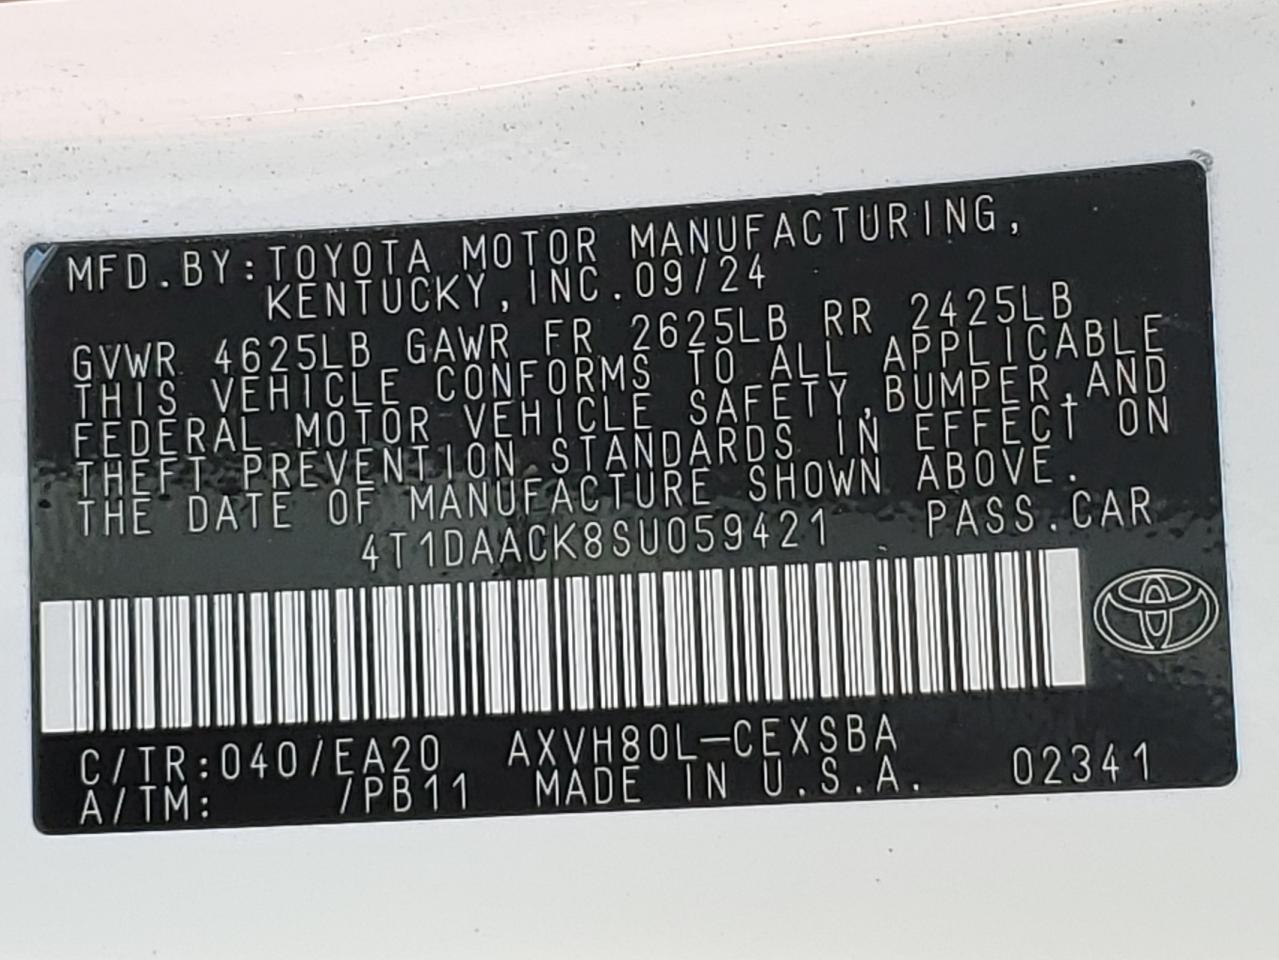 MFD.BY:TOYOTA MOTOR MANUFACTURING,
KENTUCKY,INC.09/24
GVWR 4625LB GAWR FR 2625LB RR 2425LB
THIS VEHICLE CONFORMS TO ALL APPLICABLE
FEDERAL MOTOR VEHICLE SAFETY,BUMPER,AND
THEFT PREVENTION STANDARDS IN EFFECT ON
THE DATE OF MANUFACTURE SHOWN ABOVE.
4T1DAACK8SU059421 PASS.CAR
C/TR:040/EA20 AXVH80L-CEXSBA
A/TM: /PB11 MADE IN U.S.A. 02341